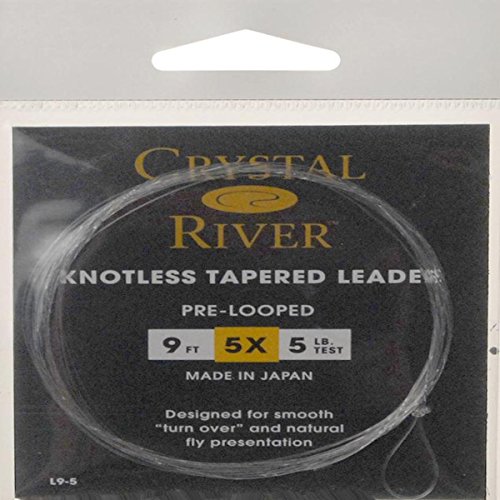 CRYSTAL
RIVER™
KNOTLESS TAPERED LEADER
PRE-LOOPED
9 FT 5X 5 LB. TEST
MADE IN JAPAN
Designed for smooth
"turn over" and natural
fly presentation
L9-5